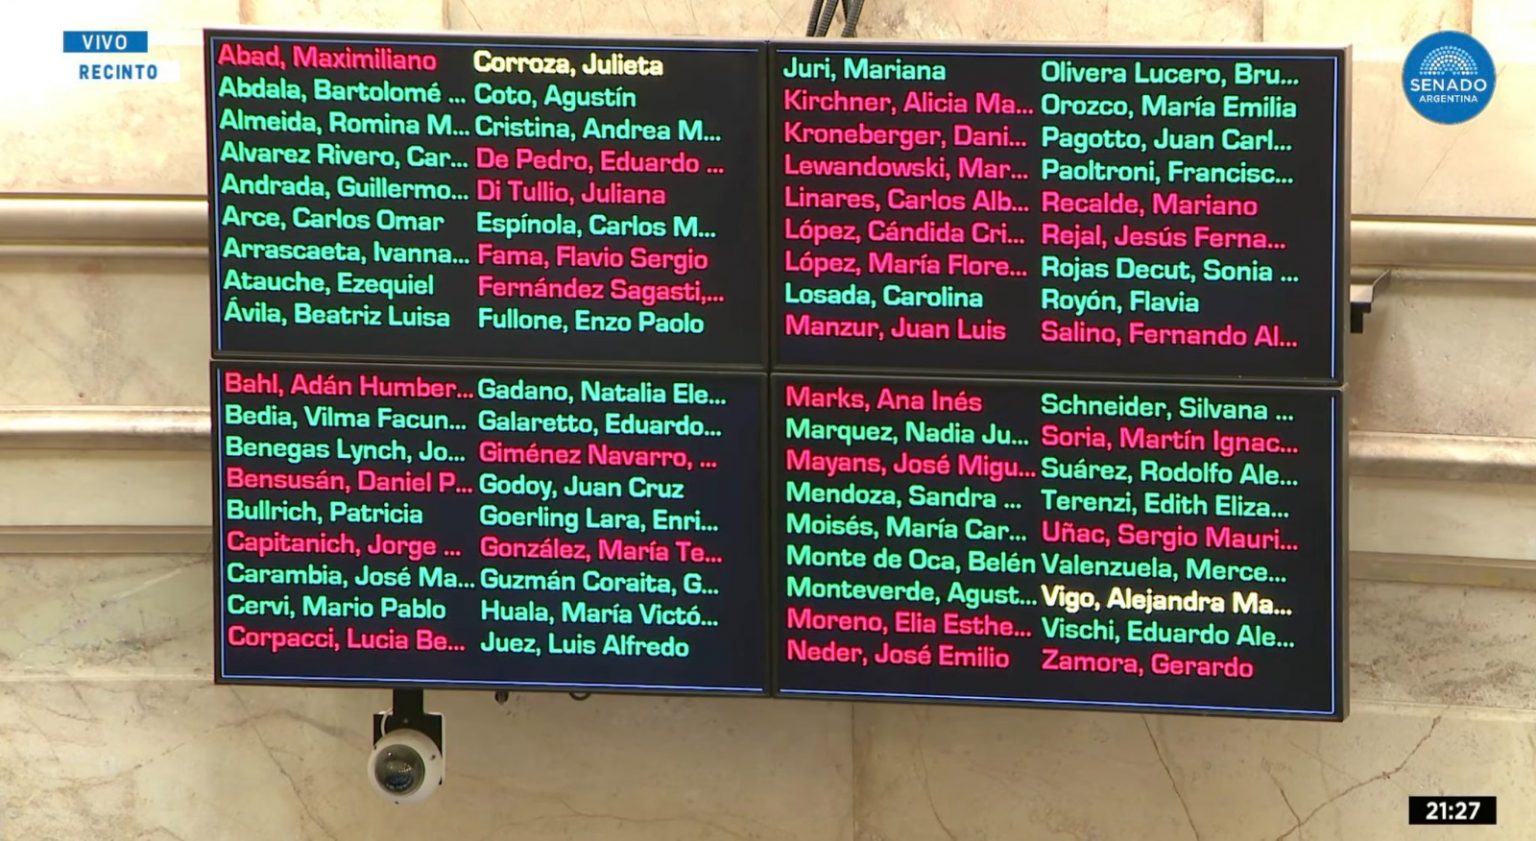 VIVO
RECINTO
SENADO
ARGENTINA
Abad, Maximiliano
Abdala, Bartolomé ...
Almeida, Romina M...
Alvarez Rivero, Car...
Andrada, Guillermo...
Arce, Carlos Omar
Arrascaeta, Ivanna...
Atauche, Ezequiel
Ávila, Beatriz Luisa
Bahl, Adán Humber...
Bedia, Vilma Facun...
Benegas Lynch, Jo...
Bensusán, Daniel P...
Bullrich, Patricia
Capitanich, Jorge ...
Carambia, José Ma...
Cervi, Mario Pablo
Corpacci, Lucia Be...
Corroza, Julieta
Coto, Agustín
Cristina, Andrea M...
De Pedro, Eduardo ...
Di Tullio, Juliana
Espínola, Carlos M...
Fama, Flavio Sergio
Fernández Sagasti,...
Fullone, Enzo Paolo
Gadano, Natalia Ele...
Galaretto, Eduardo...
Giménez Navarro, ...
Godoy, Juan Cruz
Goerling Lara, Enri...
González, María Te...
Guzmán Coraita, G...
Huala, María Victó...
Juez, Luis Alfredo
Juri, Mariana
Kirchner, Alicia Ma...
Kroneberger, Dani...
Lewandowski, Mar...
Linares, Carlos Alb...
López, Cándida Cri...
López, María Flore...
Losada, Carolina
Manzur, Juan Luis
Marks, Ana Inés
Marquez, Nadia Ju...
Mayans, José Migu...
Mendoza, Sandra ...
Moisés, María Car...
Monte de Oca, Belén
Monteverde, Agust...
Moreno, Elia Esthe...
Neder, José Emilio
Olivera Lucero, Bru...
Orozco, María Emilia
Pagotto, Juan Carl...
Paoltroni, Francisc...
Recalde, Mariano
Rejal, Jesús Ferna...
Rojas Decut, Sonia ...
Royón, Flavia
Salino, Fernando Al...
Schneider, Silvana ...
Soria, Martín Ignac...
Suárez, Rodolfo Ale...
Terenzi, Edith Eliza...
Uñac, Sergio Mauri...
Valenzuela, Merce...
Vigo, Alejandra Ma...
Vischi, Eduardo Ale...
Zamora, Gerardo
21:27